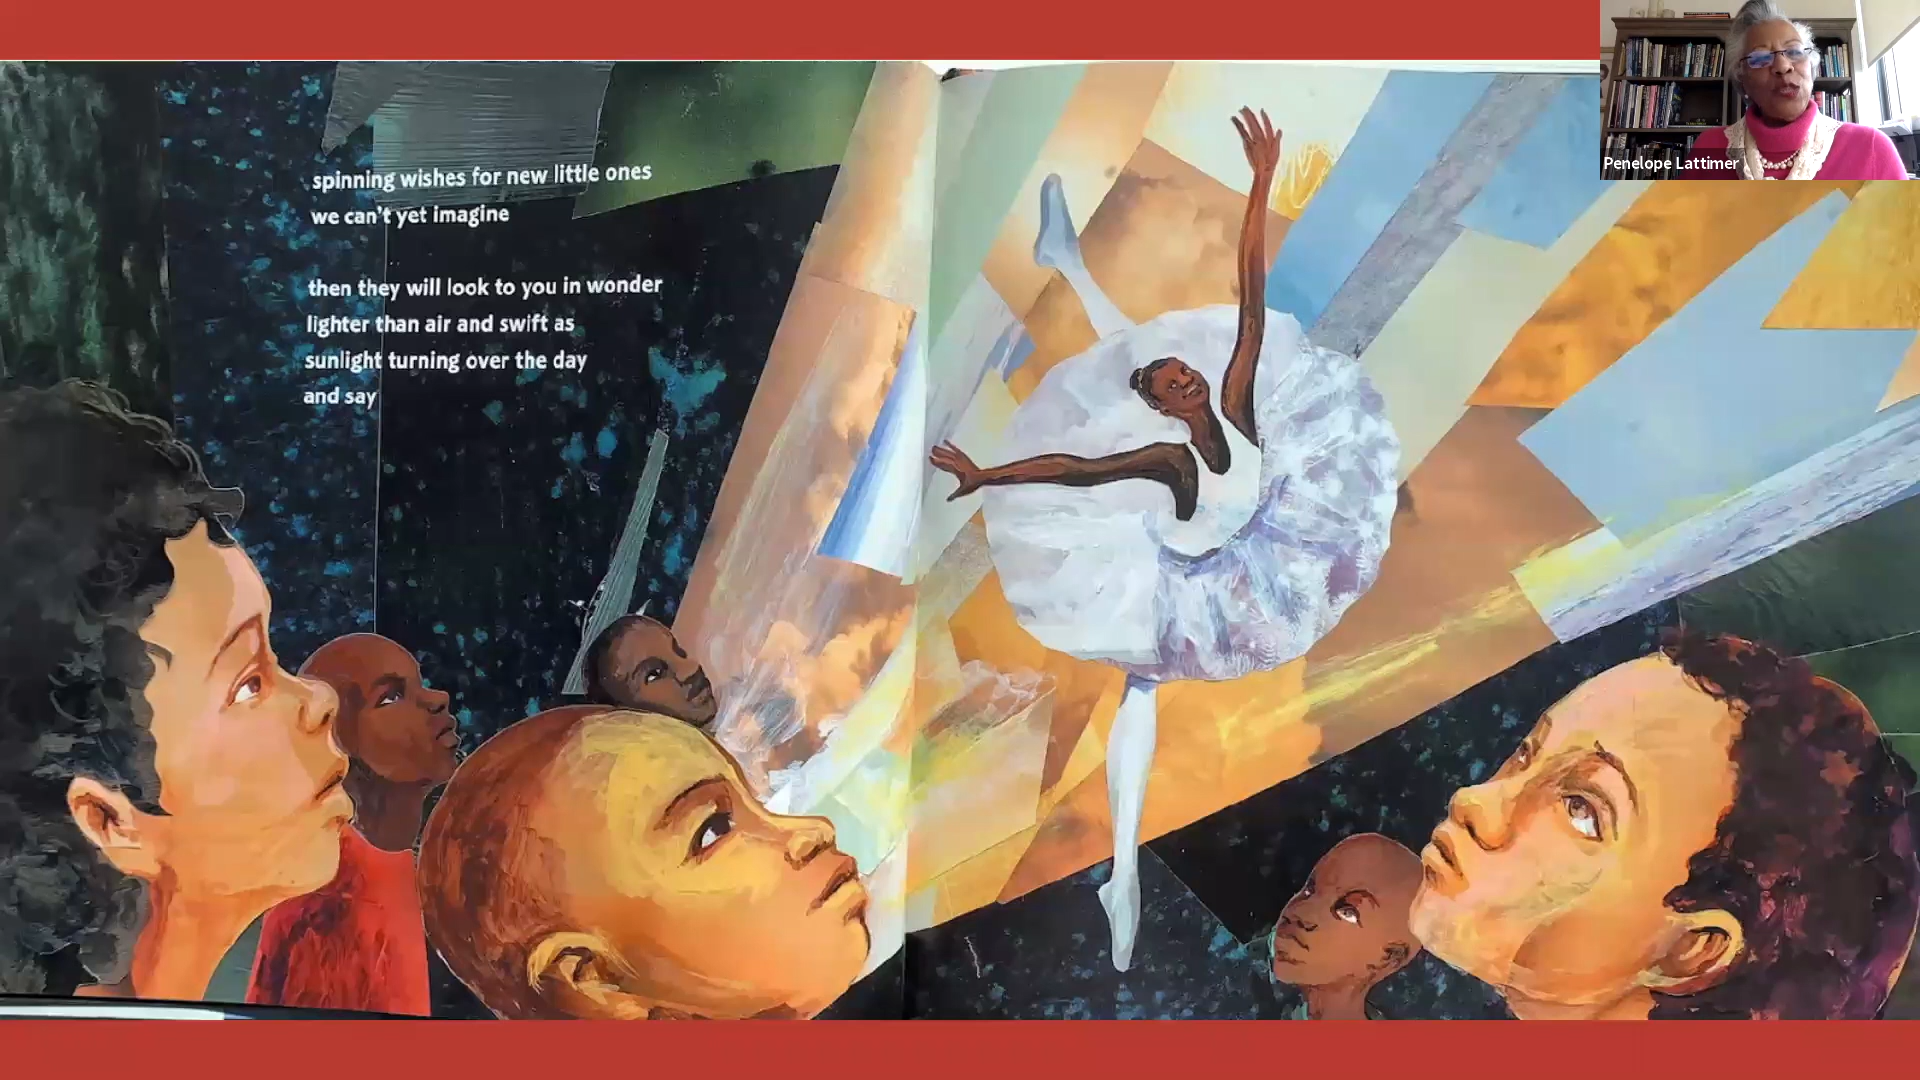 spinning wishes for new little ones
we can't yet imagine
then they will look to you in wonder
lighter than air and swift as
sunlight turning over the day
and say
Penelope Lattimer